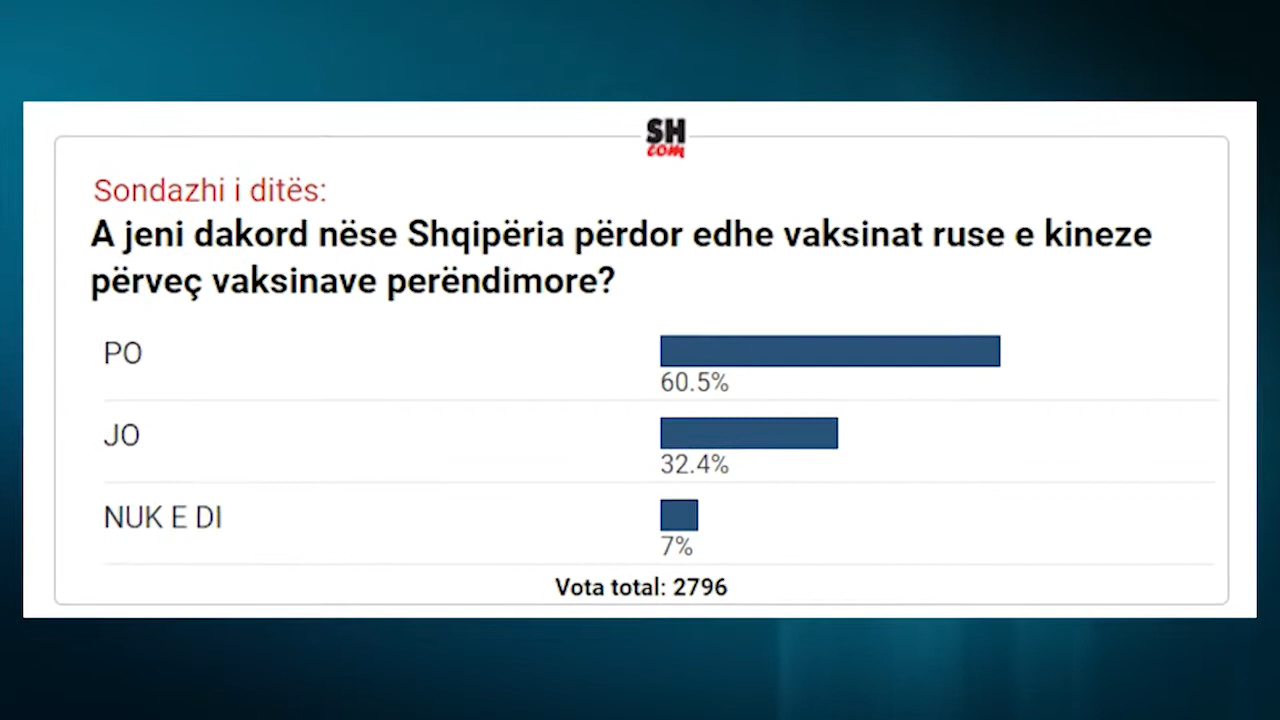 SH
com
Sondazhi i ditës:
A jeni dakord nëse Shqipëria përdor edhe vaksinat ruse e kineze
përveç vaksinave perëndimore?
PO
60.5%
JO
32.4%
NUK E DI
7%
Vota total: 2796